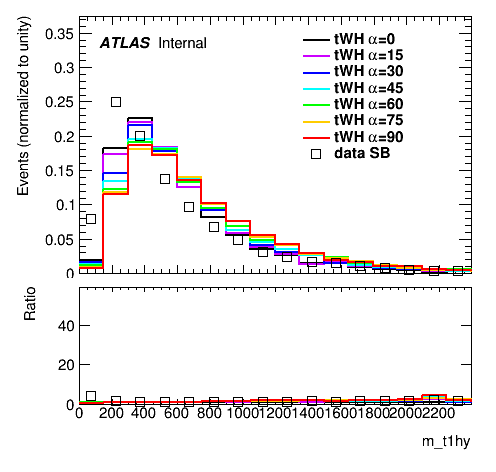 ATLAS Internal
tWH α=0
tWH α=15
tWH α=30
tWH α=45
tWH α=60
tWH α=75
tWH α=90
data SB
Events (normalized to unity)
0.35
0.3
0.25
0.2
0.15
0.1
0.05
0
Ratio
40
20
0
0 200 400 600 800 1000 1200 1400 1600 1800 2000 2200
m_t1hy